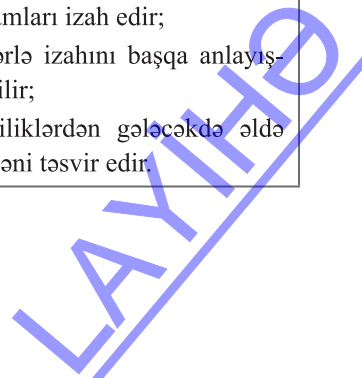 amları izah edir;
ərlə izahını başqa anlayış-
ilir;
iliklərdən gələcəkdə əldə
əni təsvir edir.
LAYİHƏ